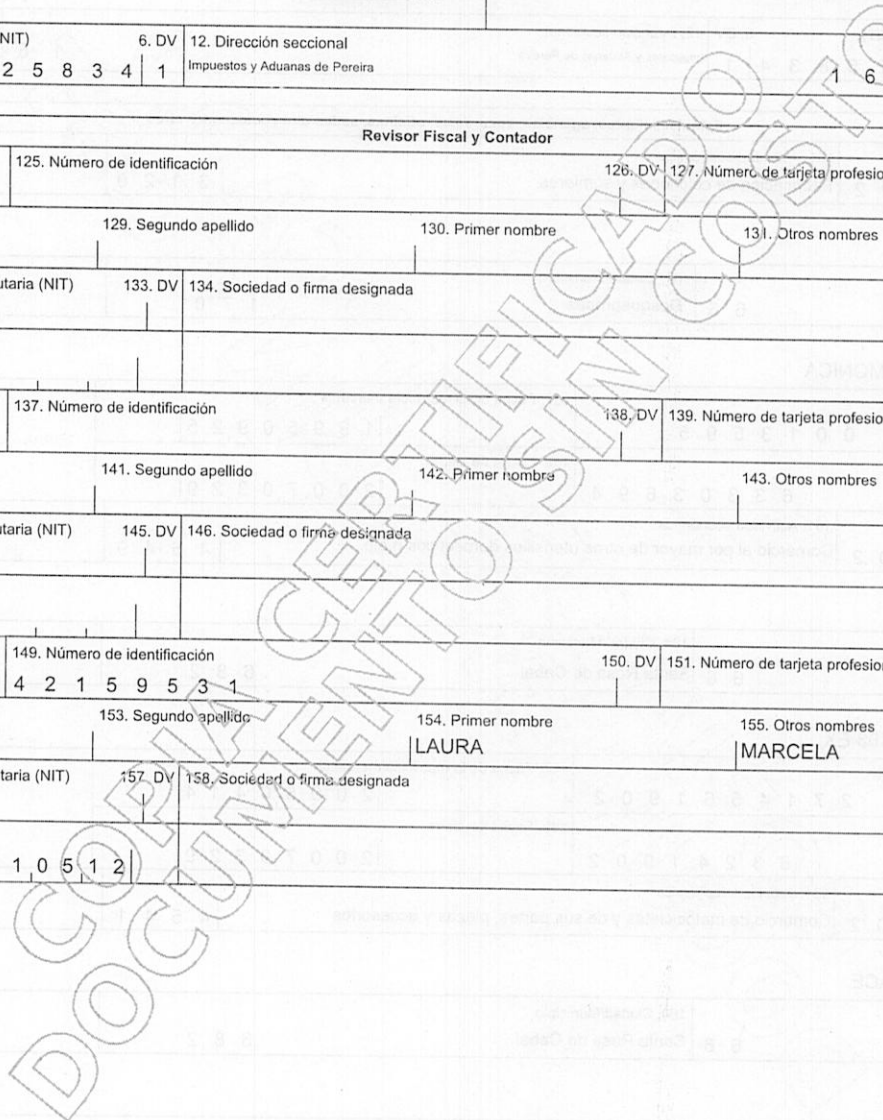 NIT) 6. DV 12. Dirección seccional
2 5 8 3 4 1 Impuestos y Aduanas de Pereira 1 6
Revisor Fiscal y Contador
125. Número de identificación 126. DV 127. Número de tarjeta profesio
129. Segundo apellido 130. Primer nombre 131. Otros nombres
utaria (NIT) 133. DV 134. Sociedad o firma designada
137. Número de identificación 138. DV 139. Número de tarjeta profesio
141. Segundo apellido 142. Primer nombre 143. Otros nombres
utaria (NIT) 145. DV 146. Sociedad o firma designada
149. Número de identificación 150. DV 151. Número de tarjeta profesio
4 2 1 5 9 5 3 1
153. Segundo apellido 154. Primer nombre 155. Otros nombres
LAURA MARCELA
taria (NIT) 157. DV 158. Sociedad o firma designada
1 0 5 1 2
COPIA CERTIFICADO
DOCUMENTO SIN COSTO